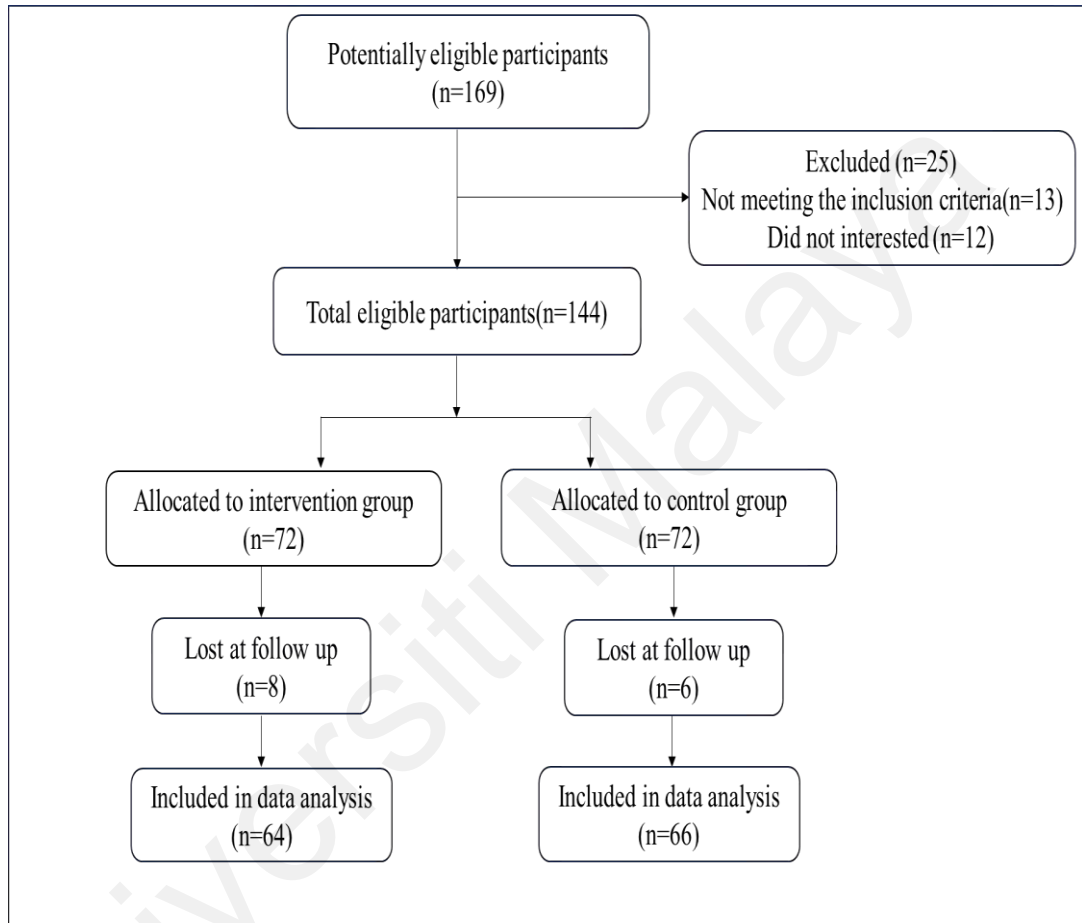 Potentially eligible participants
(n=169)
Excluded (n=25)
Not meeting the inclusion criteria(n=13)
Did not interested (n=12)
Total eligible participants(n=144)
Allocated to intervention group
(n=72)
Allocated to control group
(n=72)
Lost at follow up
(n=8)
Lost at follow up
(n=6)
Included in data analysis
(n=64)
Included in data analysis
(n=66)
versiti Malaya